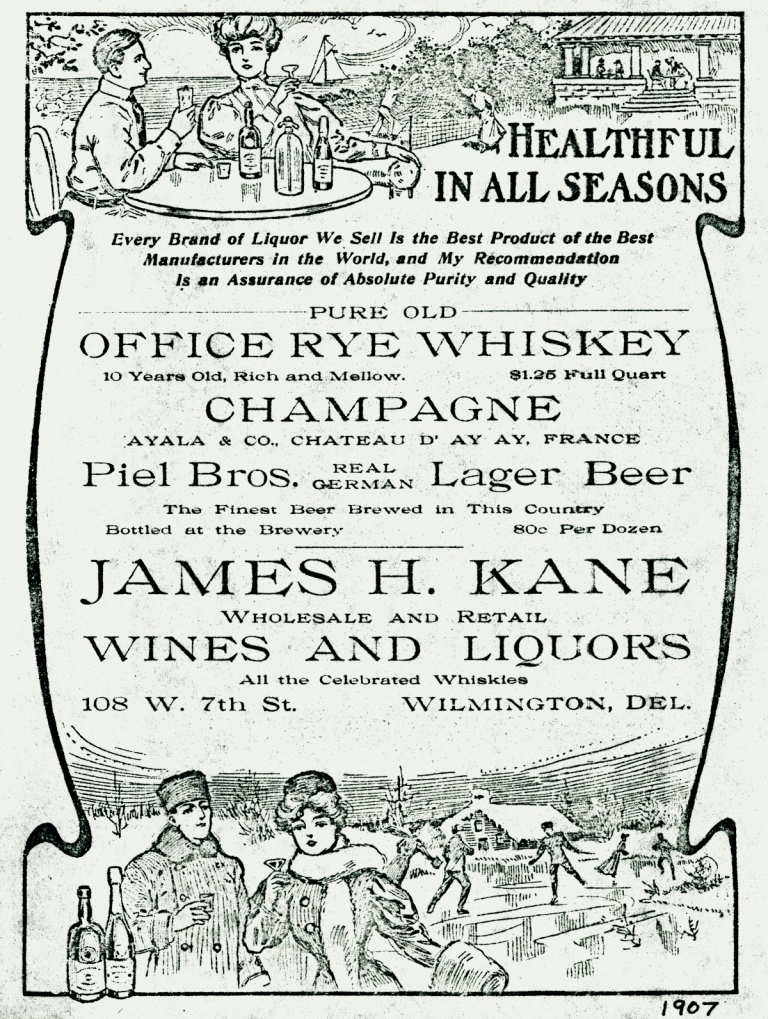 HEALTHFUL
IN ALL SEASONS
Every Brand of Liquor We Sell Is the Best Product of the Best
Manufacturers in the World, and My Recommendation
Is an Assurance of Absolute Purity and Quality
PURE OLD
OFFICE RYE WHISKEY
10 Years Old, Rich and Mellow. $1.25 Full Quart
CHAMPAGNE
AYALA & CO., CHATEAU D' AY AY, FRANCE
Piel Bros. REAL GERMAN Lager Beer
The Finest Beer Brewed in This Country
Bottled at the Brewery 80c Per Dozen
JAMES H. KANE
WHOLESALE AND RETAIL
WINES AND LIQUORS
All the Celebrated Whiskies
108 W. 7th St. WILMINGTON, DEL.
1907